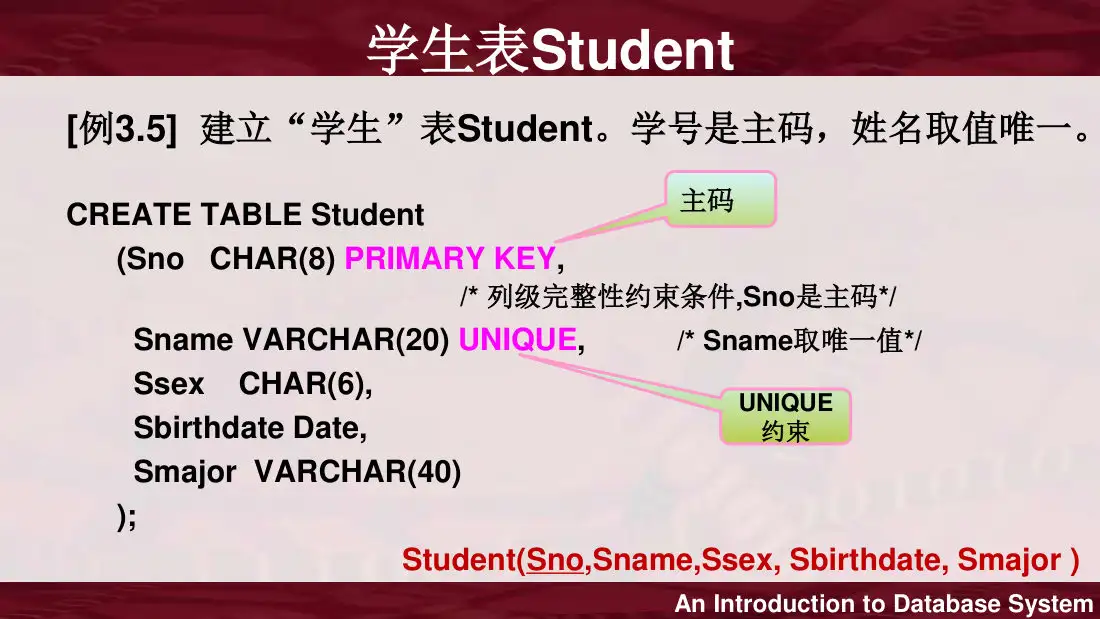 学生表Student
[例3.5] 建立“学生”表Student。学号是主码，姓名取值唯一。
主码
CREATE TABLE Student
(Sno CHAR(8) PRIMARY KEY,
/* 列级完整性约束条件,Sno是主码*/
Sname VARCHAR(20) UNIQUE, /* Sname取唯一值*/
Ssex CHAR(6),
UNIQUE
约束
Sbirthdate Date,
Smajor VARCHAR(40)
);
Student(Sno,Sname,Ssex, Sbirthdate, Smajor )
An Introduction to Database System